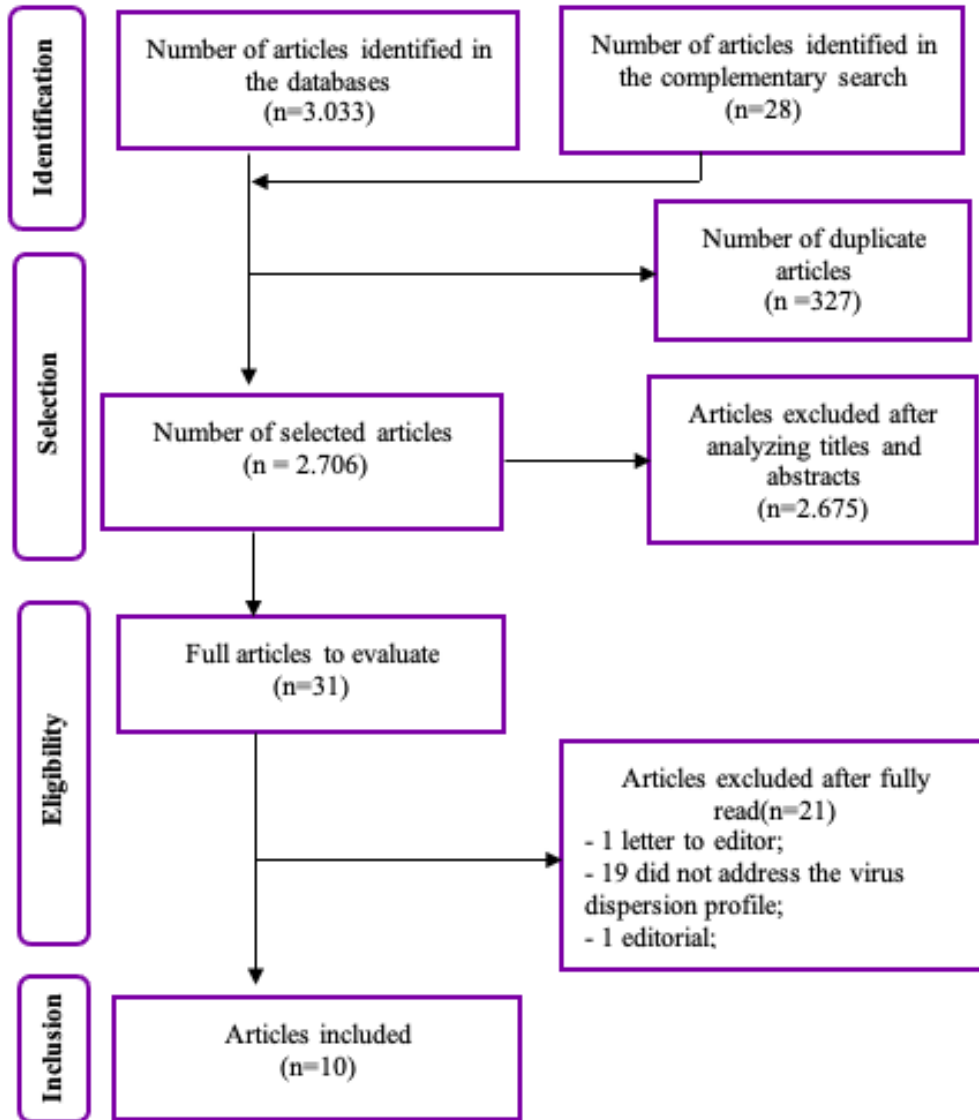 Identification
Number of articles identified in
the databases
(n=3.033)
Number of articles identified in
the complementary search
(n=28)
Selection
Number of duplicate
articles
(n =327)
Number of selected articles
(n = 2.706)
Articles excluded after
analyzing titles and
abstracts
(n=2.675)
Eligibility
Full articles to evaluate
(n=31)
Articles excluded after fully
read(n=21)
- 1 letter to editor;
- 19 did not address the virus
dispersion profile;
- 1 editorial;
Inclusion
Articles included
(n=10)